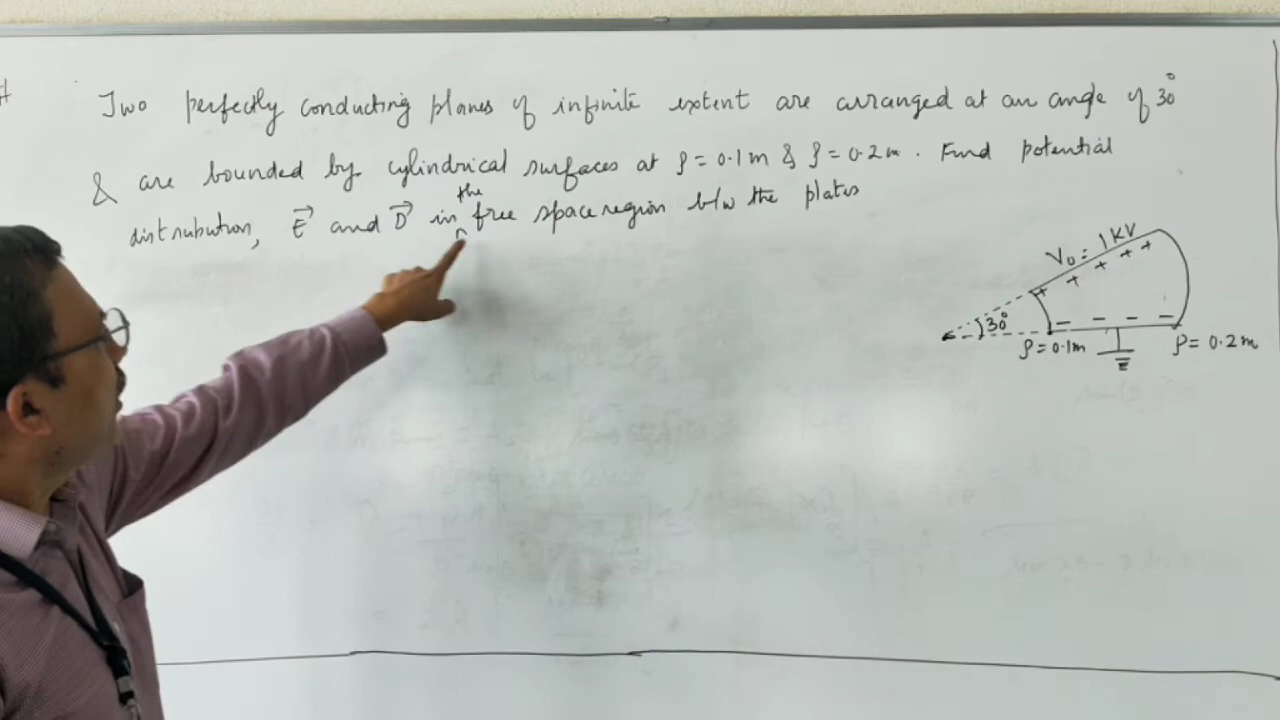 Two perfectly conducting planes of infinite extent are arranged at an angle of 30°
& are bounded by cylindrical surfaces at ρ = 0.1m & ρ = 0.2m. Find potential
the
distribution, E⃗ and D⃗ in ^ free space region b/w the plates
V₀ = 1KV
+ + + + +
30°
− − − −
ρ = 0.1m
ρ = 0.2m